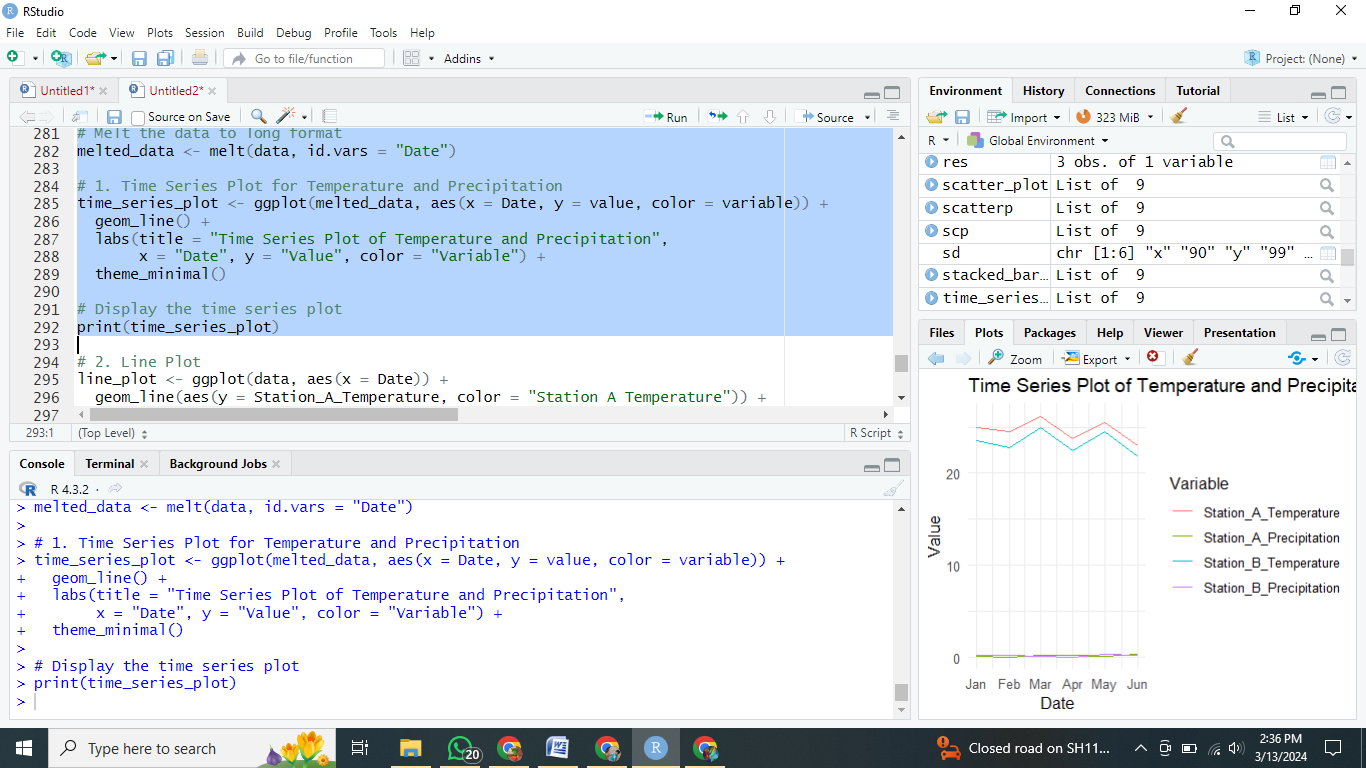 RStudio
File Edit Code View Plots Session Build Debug Profile Tools Help
Go to file/function Addins Project: (None)
Untitled1* Untitled2*
Source on Save Run Source
281 # Melt the data to long format
282 melted_data <- melt(data, id.vars = "Date")
283
284 # 1. Time Series Plot for Temperature and Precipitation
285 time_series_plot <- ggplot(melted_data, aes(x = Date, y = value, color = variable)) +
286 geom_line() +
287 labs(title = "Time Series Plot of Temperature and Precipitation",
288 x = "Date", y = "Value", color = "Variable") +
289 theme_minimal()
290
291 # Display the time series plot
292 print(time_series_plot)
293
294 # 2. Line Plot
295 line_plot <- ggplot(data, aes(x = Date)) +
296 geom_line(aes(y = Station_A_Temperature, color = "Station A Temperature")) +
297
293:1 (Top Level) R Script
Console Terminal Background Jobs
R 4.3.2 ·
> melted_data <- melt(data, id.vars = "Date")
>
> # 1. Time Series Plot for Temperature and Precipitation
> time_series_plot <- ggplot(melted_data, aes(x = Date, y = value, color = variable)) +
+ geom_line() +
+ labs(title = "Time Series Plot of Temperature and Precipitation",
+ x = "Date", y = "Value", color = "Variable") +
+ theme_minimal()
>
> # Display the time series plot
> print(time_series_plot)
>
Environment History Connections Tutorial
Import 323 MiB List
R Global Environment
res 3 obs. of 1 variable
scatter_plot List of 9
scatterp List of 9
scp List of 9
sd chr [1:6] "x" "90" "y" "99" ...
stacked_bar... List of 9
time_series... List of 9
Files Plots Packages Help Viewer Presentation
Zoom Export
Time Series Plot of Temperature and Precipita
Value
20
10
0
Jan Feb Mar Apr May Jun
Date
Variable
Station_A_Temperature
Station_A_Precipitation
Station_B_Temperature
Station_B_Precipitation
Type here to search
20
Closed road on SH11...
2:36 PM
3/13/2024